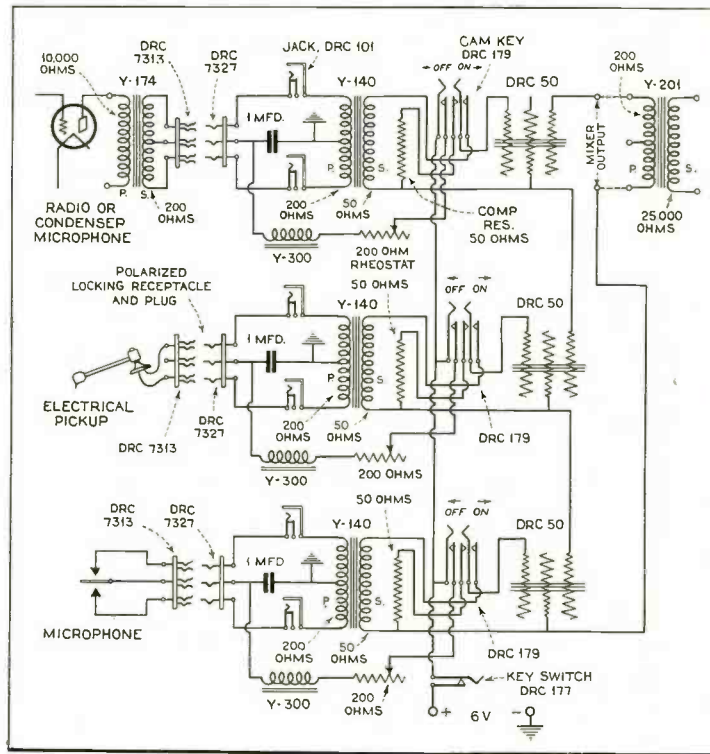 DRC
7313
DRC
7327
JACK, DRC 101
CAM KEY
DRC 179
← OFF ON →
10,000
OHMS
Y-174
Y-140
DRC 50
200
OHMS
Y-201
1 MFD.
MIXER
OUTPUT
P.
S.
P.
S.
P.
S.
200
OHMS
200
OHMS
50
OHMS
COMP
RES.
50 OHMS
25,000
OHMS
RADIO OR
CONDENSER
MICROPHONE
Y-300
200 OHM
RHEOSTAT
POLARIZED
LOCKING RECEPTACLE
AND PLUG
Y-140
50 OHMS
← OFF ON →
DRC 50
1 MFD.
P.
S.
ELECTRICAL
PICKUP
DRC 7313
DRC
7327
200
OHMS
50
OHMS
DRC 179
Y-300
200 OHMS
DRC
7313
DRC
7327
Y-140
50 OHMS
← OFF ON →
DRC 50
1 MFD
P.
S.
MICROPHONE
200
OHMS
50
OHMS
DRC 179
Y-300
200
OHMS
KEY SWITCH
DRC 177
+ 6 V -